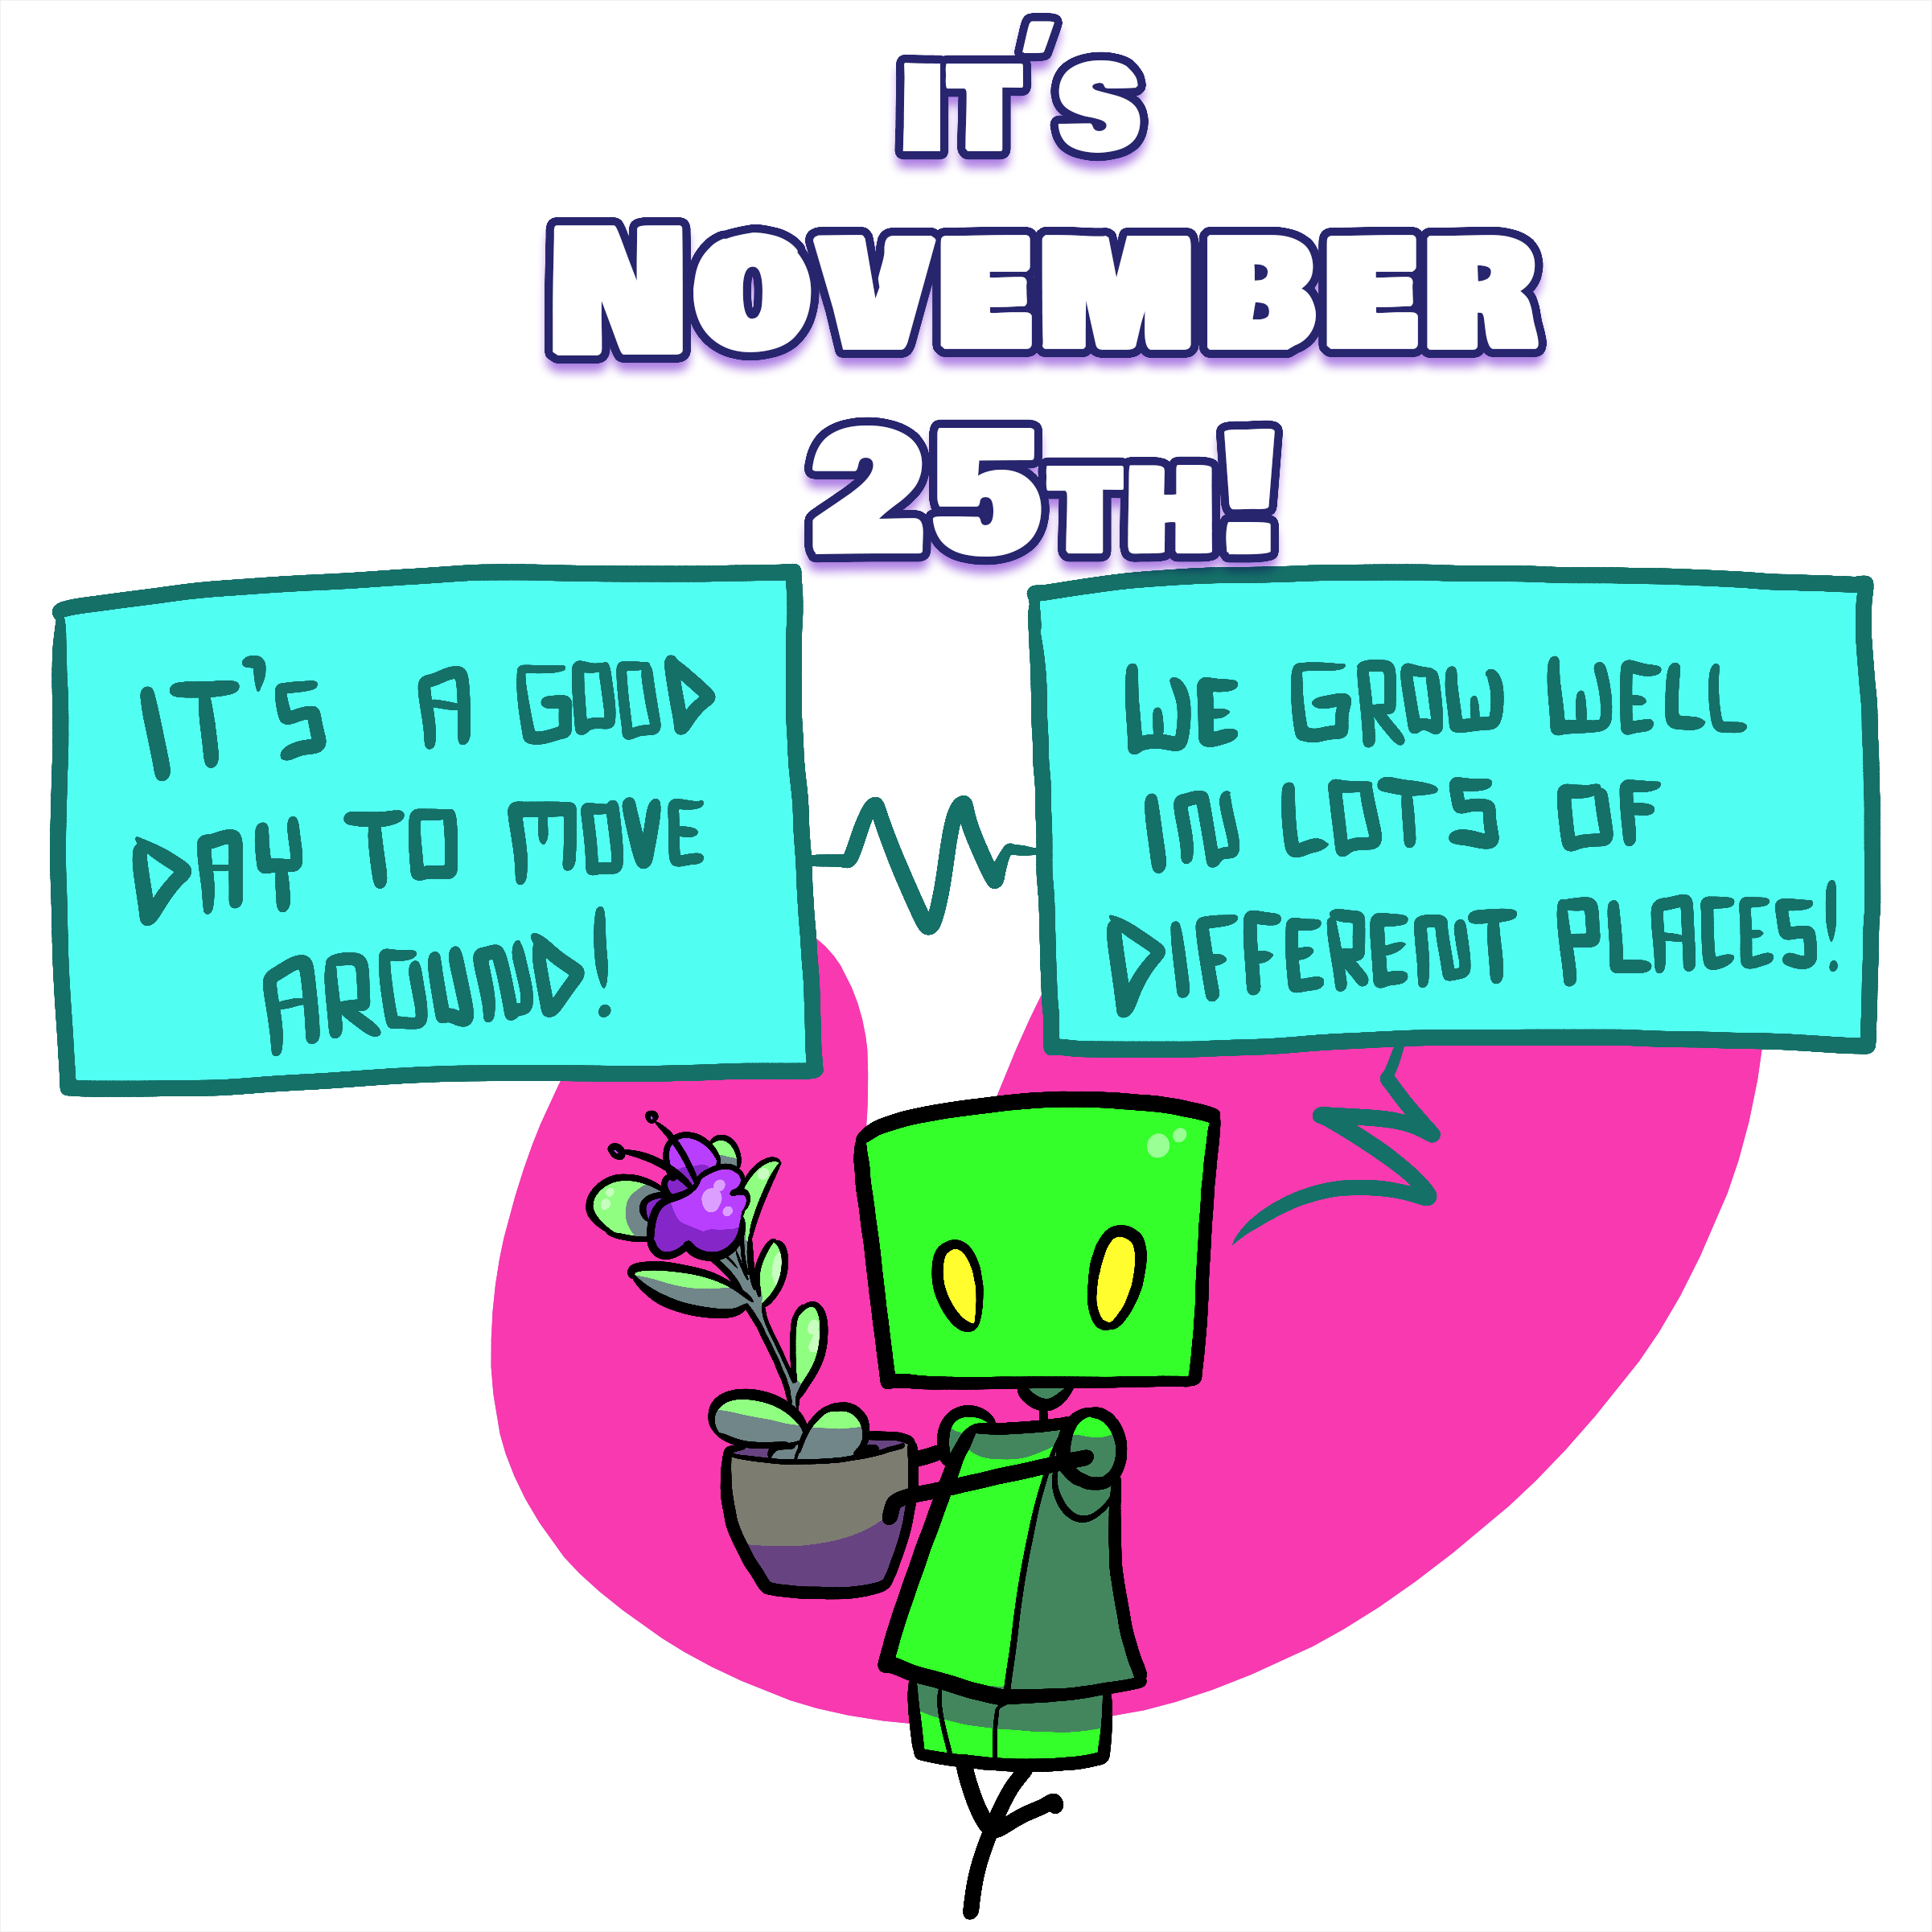 IT'S
NOVEMBER
25TH!
IT'S A GOOD
DAY TO MOVE
AROUND!
WE GROW WELL
IN LOTS OF
DIFFERENT PLACES!